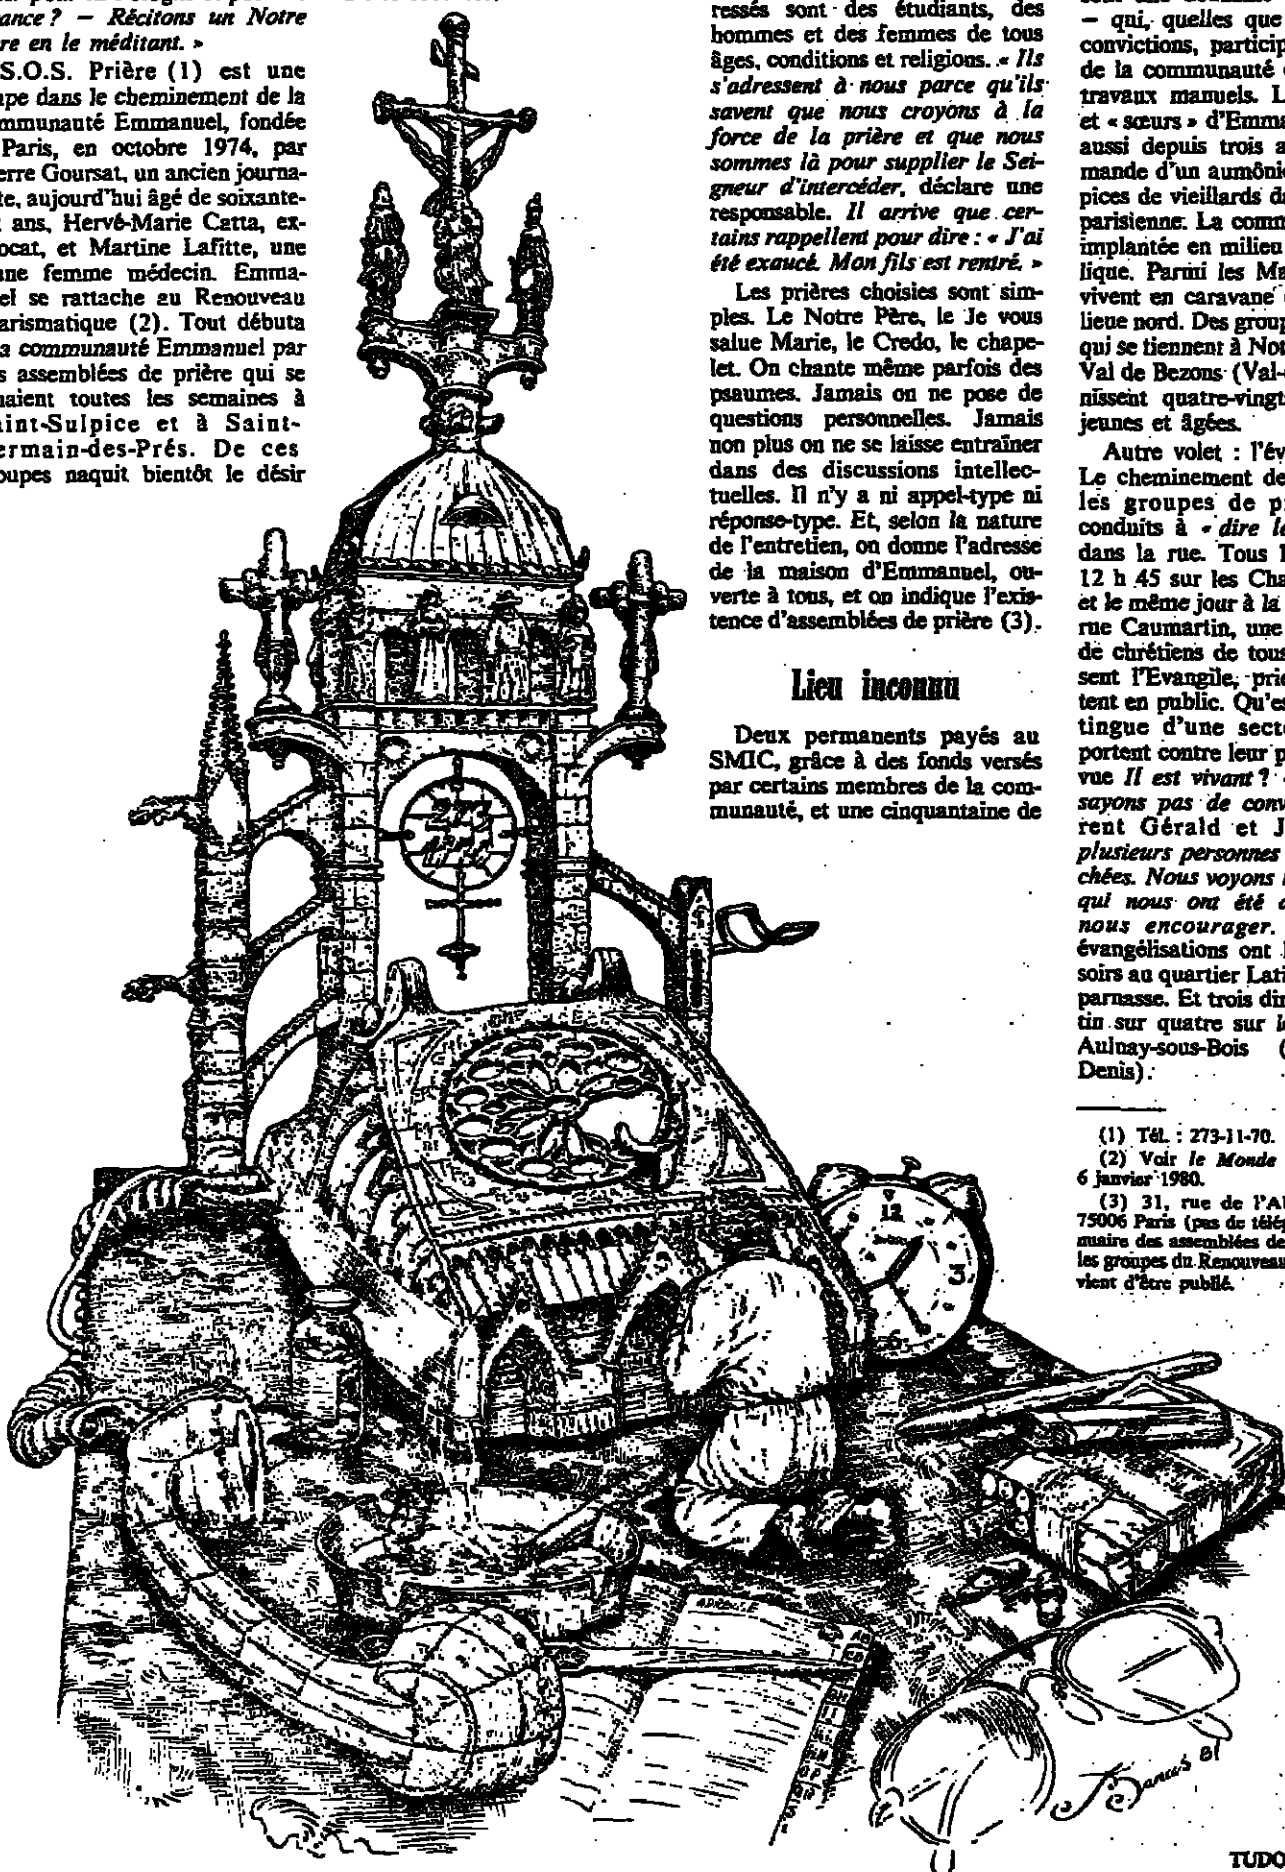 ance ? – Récitons un Notre
re en le méditant. »
S.O.S. Prière (1) est une
pe dans le cheminement de la
mmunauté Emmanuel, fondée
Paris, en octobre 1974, par
erre Goursat, un ancien journa-
te, aujourd'hui âgé de soixante-
ans, Hervé-Marie Catta, ex-
ocat, et Martine Lafitte, une
une femme médecin. Emma-
el se rattache au Renouveau
arismatique (2). Tout débuta
a communauté Emmanuel par
s assemblées de prière qui se
naient toutes les semaines à
aint-Sulpice et à Saint-
ermain-des-Prés. De ces
oupes naquit bientôt le désir
ressés sont des étudiants, des
hommes et des femmes de tous
âges, conditions et religions. « Ils
s'adressent à nous parce qu'ils
savent que nous croyons à la
force de la prière et que nous
sommes là pour supplier le Sei-
gneur d'intercéder, déclare une
responsable. Il arrive que cer-
tains rappellent pour dire : « J'ai
été exaucé. Mon fils est rentré. »
Les prières choisies sont sim-
ples. Le Notre Père, le Je vous
salue Marie, le Credo, le chape-
let. On chante même parfois des
psaumes. Jamais on ne pose de
questions personnelles. Jamais
non plus on ne se laisse entraîner
dans des discussions intellec-
tuelles. Il n'y a ni appel-type ni
réponse-type. Et, selon la nature
de l'entretien, on donne l'adresse
de la maison d'Emmanuel, ou-
verte à tous, et on indique l'exis-
tence d'assemblées de prière (3).
Lieu inconnu
Deux permanents payés au
SMIC, grâce à des fonds versés
par certains membres de la com-
munauté, et une cinquantaine de
– qui, quelles que
convictions, particip
de la communauté
travaux manuels. L
et « sœurs » d'Emma
aussi depuis trois a
mande d'un aumôni
pices de vieillards da
parisienne. La comm
implantée en milieu
lique. Parmi les Ma
vivent en caravane
lieue nord. Des group
qui se tiennent à Not
Val de Bezons (Val-
nissent quatre-vingt
jeunes et âgées.
Autre volet : l'év
Le cheminement de
les groupes de p
conduits à « dire l
dans la rue. Tous l
12 h 45 sur les Cha
et le même jour à la
rue Caumartin, une
de chrétiens de tous
sent l'Evangile, prie
tent en public. Qu'es
tingue d'une sect
portent contre leur p
vue Il est vivant ?
sayons pas de conv
rent Gérald et J
plusieurs personnes
chées. Nous voyons
qui nous ont été
nous encourager.
évangélisations ont
soirs au quartier Lati
parnasse. Et trois dim
tin sur quatre sur le
Aulnay-sous-Bois (
Denis).
(1) Tél. : 273-11-70.
(2) Voir le Monde
6 janvier 1980.
(3) 31, rue de l'A
75006 Paris (pas de télé
nuaire des assemblées de
les groupes du Renouveau
vient d'être publié.
273
12
3
6
TUDO